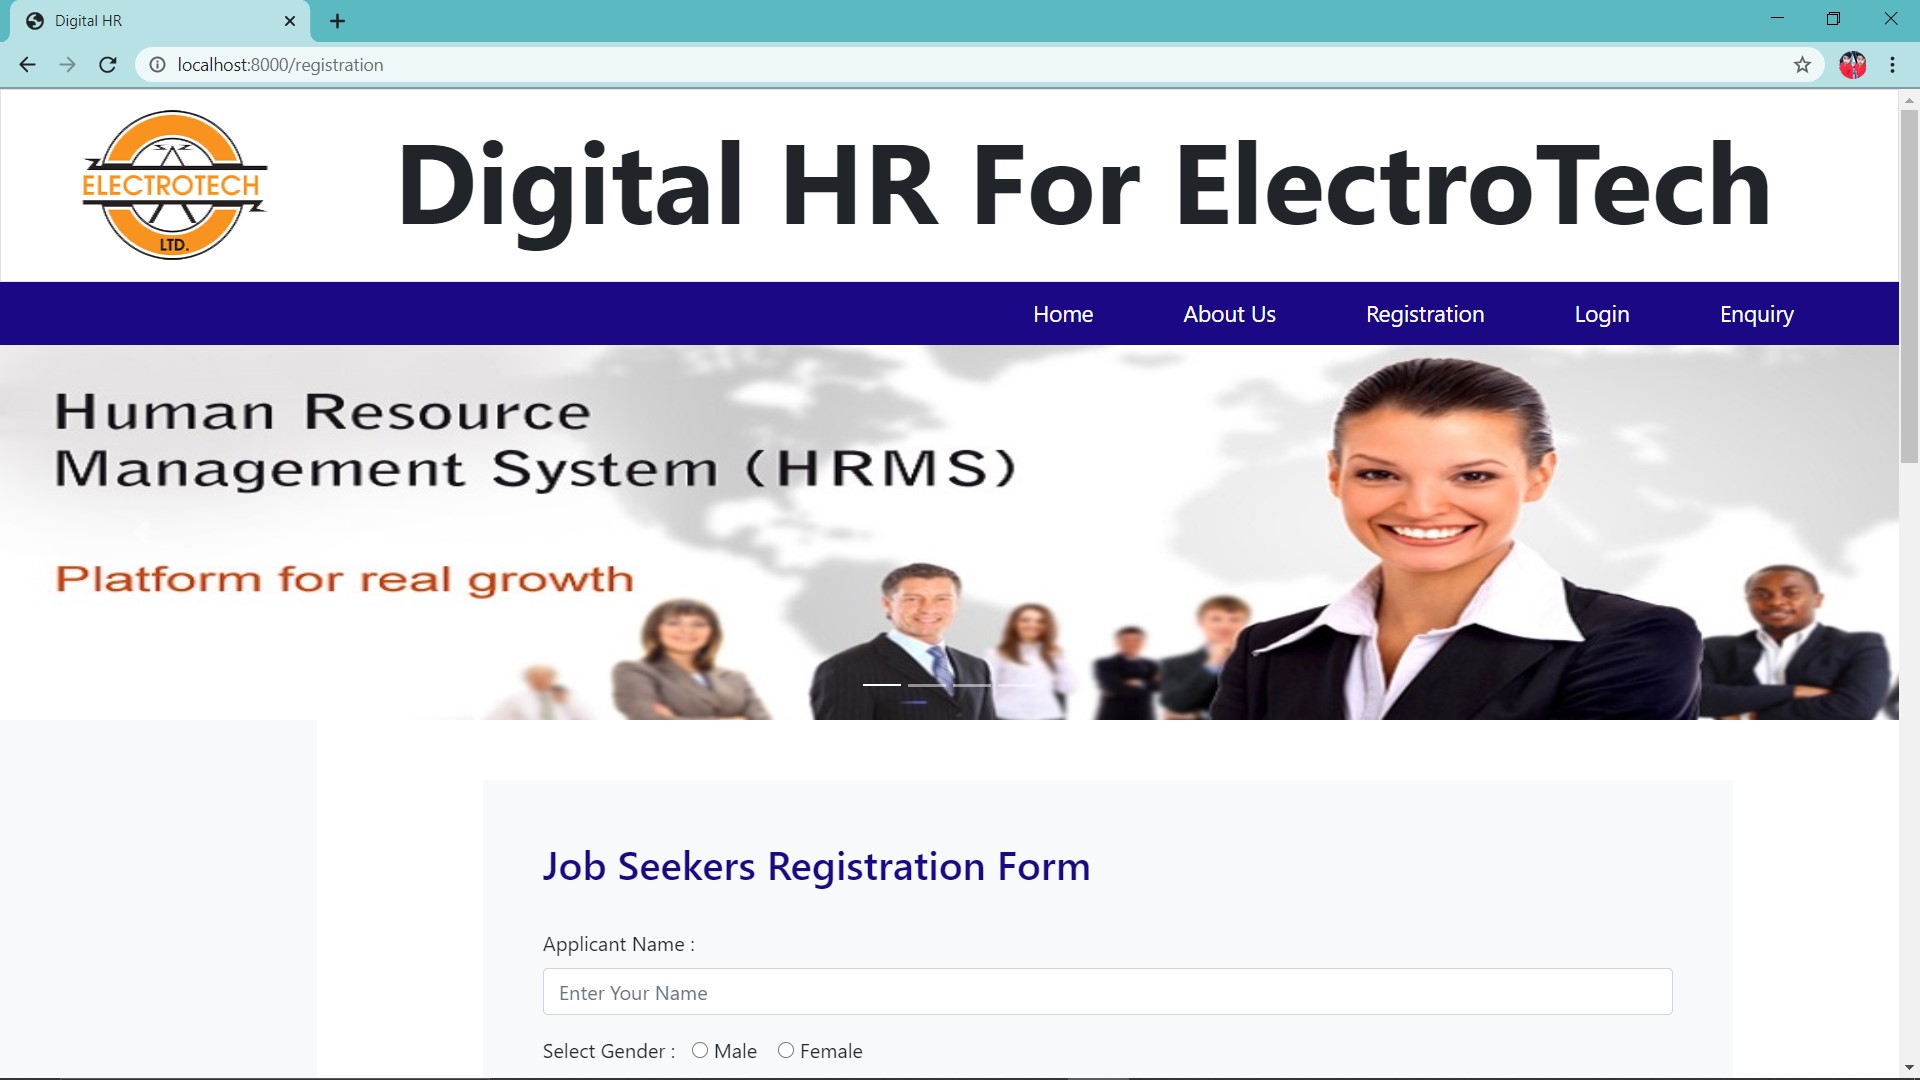 Digital HR
localhost:8000/registration
ELECTROTECH
LTD.
Digital HR For ElectroTech
Home About Us Registration Login Enquiry
Human Resource
Management System (HRMS)
Platform for real growth
Job Seekers Registration Form
Applicant Name :
Enter Your Name
Select Gender : Male Female